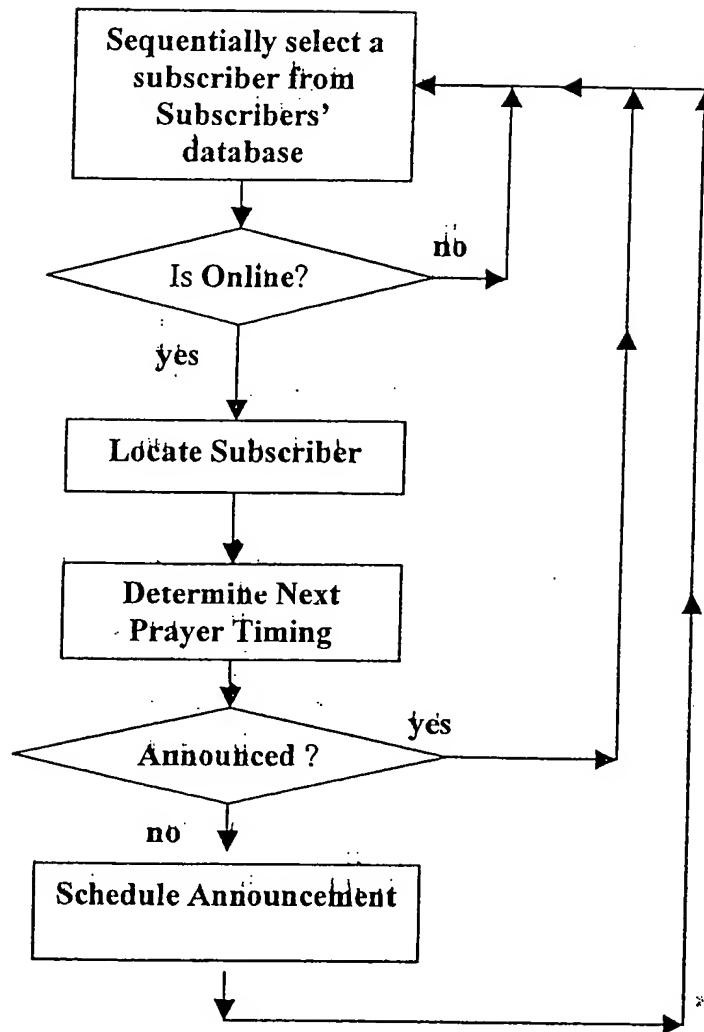 Sequentially select a
subscriber from
Subscribers'
database
no
Is Online?
yes
Locate Subscriber
Determine Next
Prayer Timing
yes
Announced ?
no
Schedule Announcement